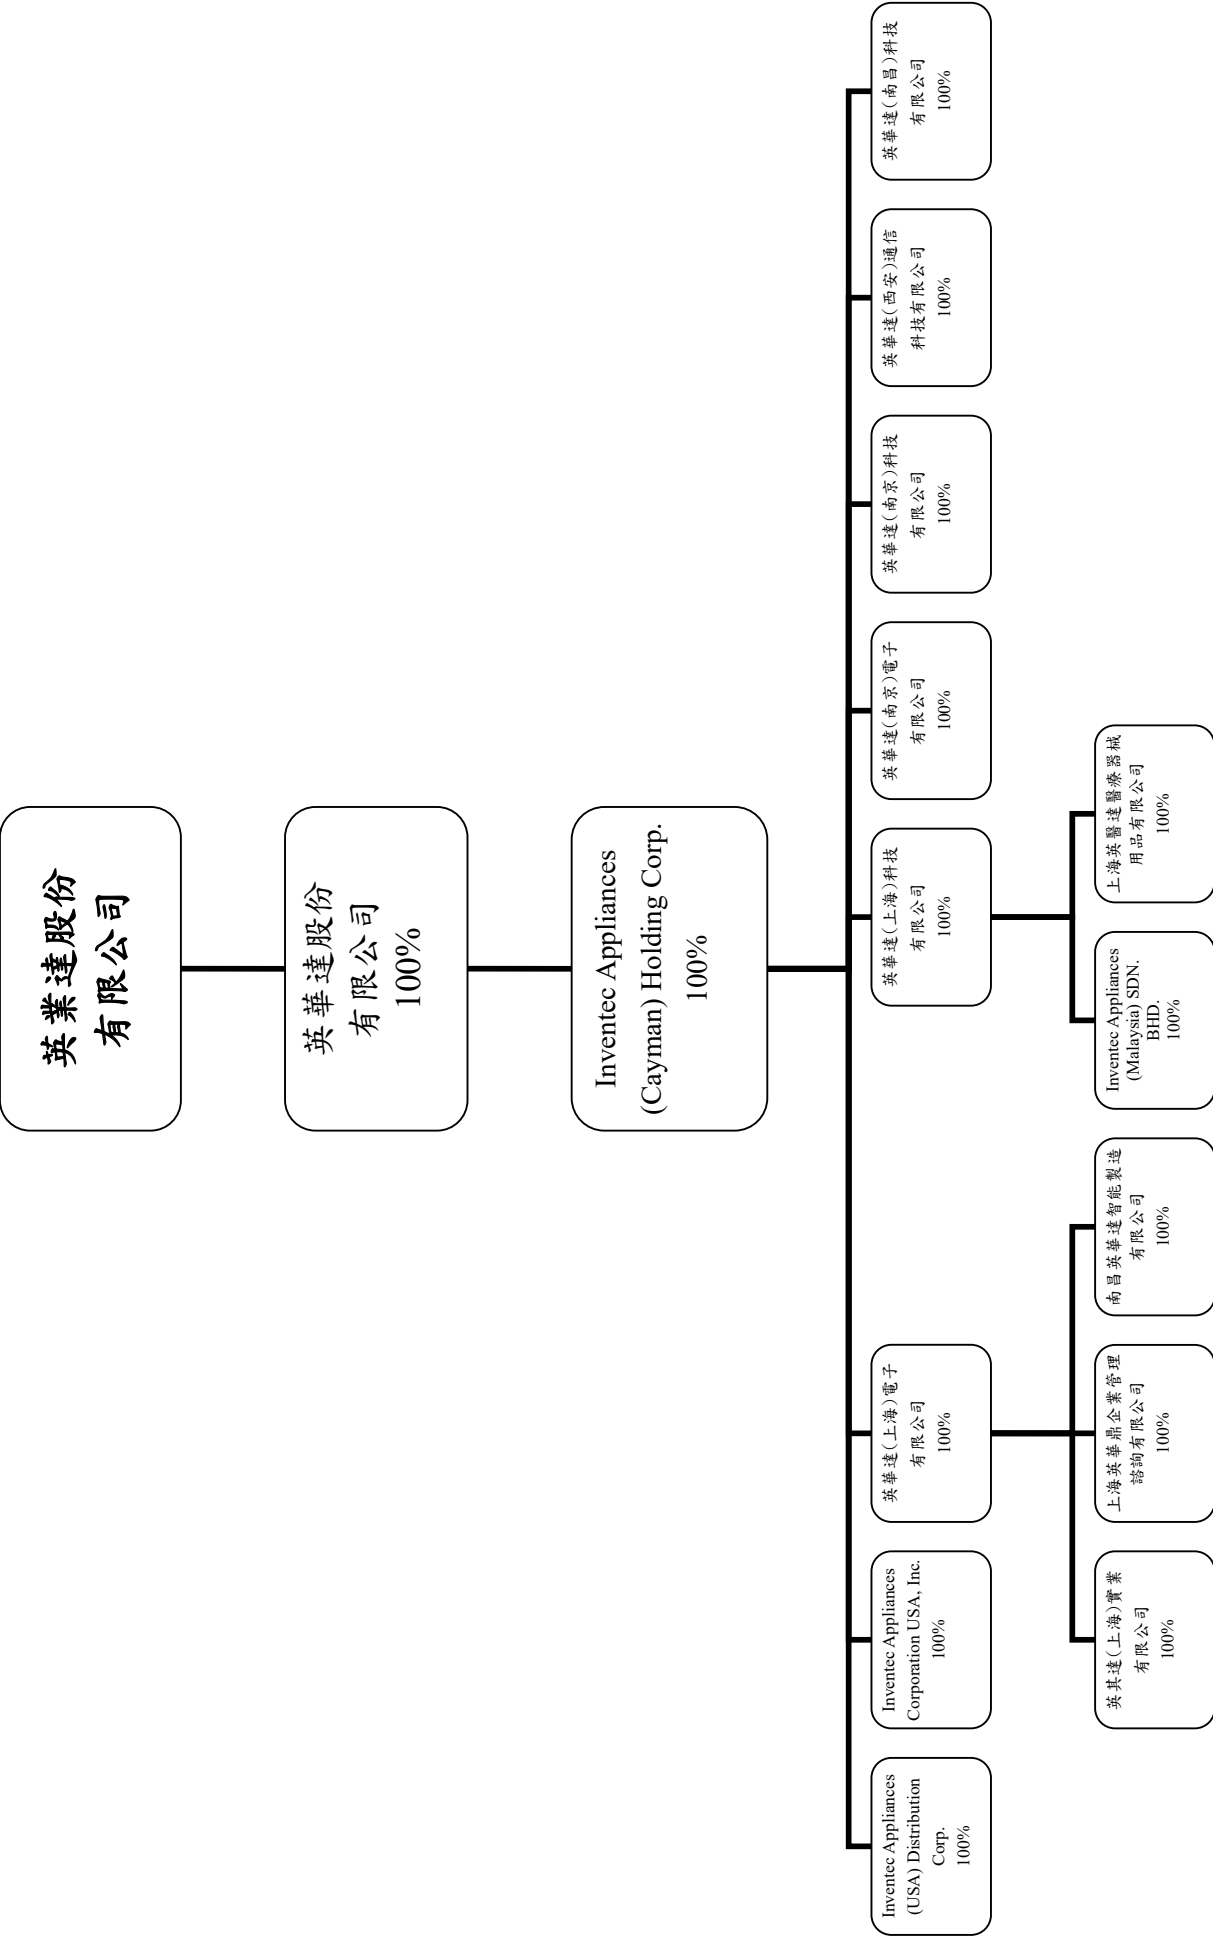 英業達股份
有限公司
英華達股份
有限公司
100%
Inventec Appliances
(Cayman) Holding Corp.
100%
Inventec Appliances
(USA) Distribution
Corp.
100%
Inventec Appliances
Corporation USA, Inc.
100%
英華達(上海)電子
有限公司
100%
英華達(上海)科技
有限公司
100%
英華達(南京)電子
有限公司
100%
英華達(南京)科技
有限公司
100%
英華達(西安)通信
科技有限公司
100%
英華達(南昌)科技
有限公司
100%
英其達(上海)實業
有限公司
100%
上海英華鼎企業管理
諮詢有限公司
100%
南昌英華達智能製造
有限公司
100%
Inventec Appliances
(Malaysia) SDN.
BHD.
100%
上海英醫達醫療器械
用品有限公司
100%